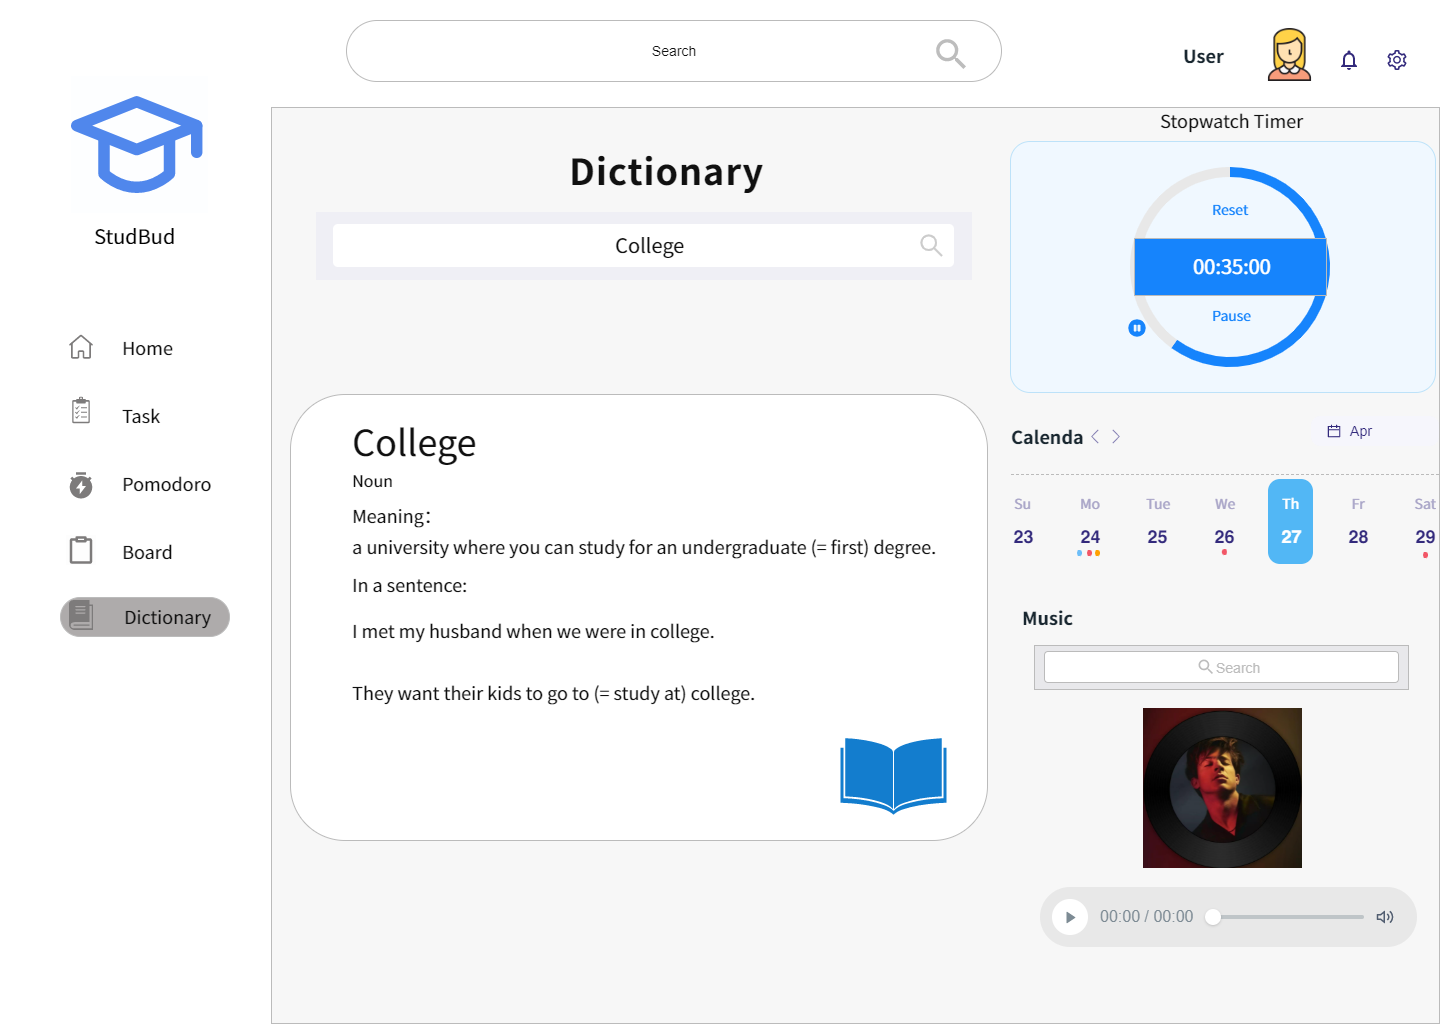 Search
User
StudBud
Home
Task
Pomodoro
Board
Dictionary
Dictionary
College
College
Noun
Meaning：
a university where you can study for an undergraduate (= first) degree.
In a sentence:
I met my husband when we were in college.
They want their kids to go to (= study at) college.
Stopwatch Timer
Reset
00:35:00
Pause
Calenda
Apr
Su Mo Tue We Th Fr Sat
23 24 25 26 27 28 29
Music
Search
00:00 / 00:00